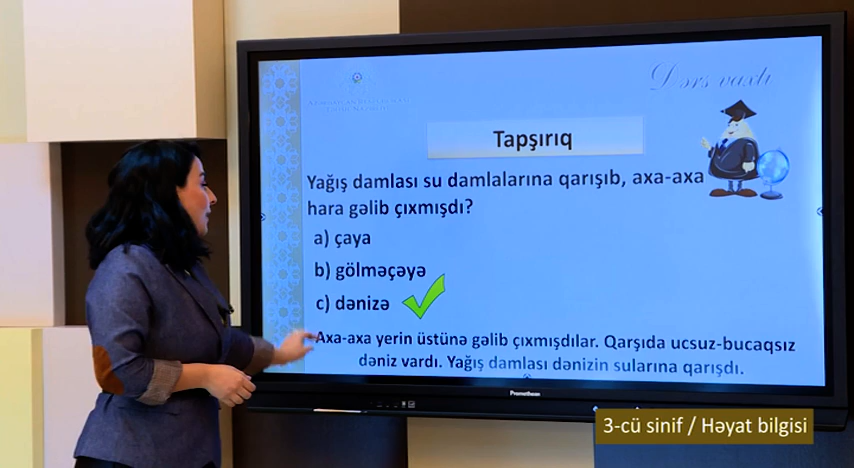 Dərs vaxtı
Tapşırıq
Yağış damlası su damlalarına qarışıb, axa-axa
hara gəlib çıxmışdı?
a) çaya
b) gölməçəyə
c) dənizə
Axa-axa yerin üstünə gəlib çıxmışdılar. Qarşıda ucsuz-bucaqsız
dəniz vardı. Yağış damlası dənizin sularına qarışdı.
Promethean
3-cü sinif / Həyat bilgisi